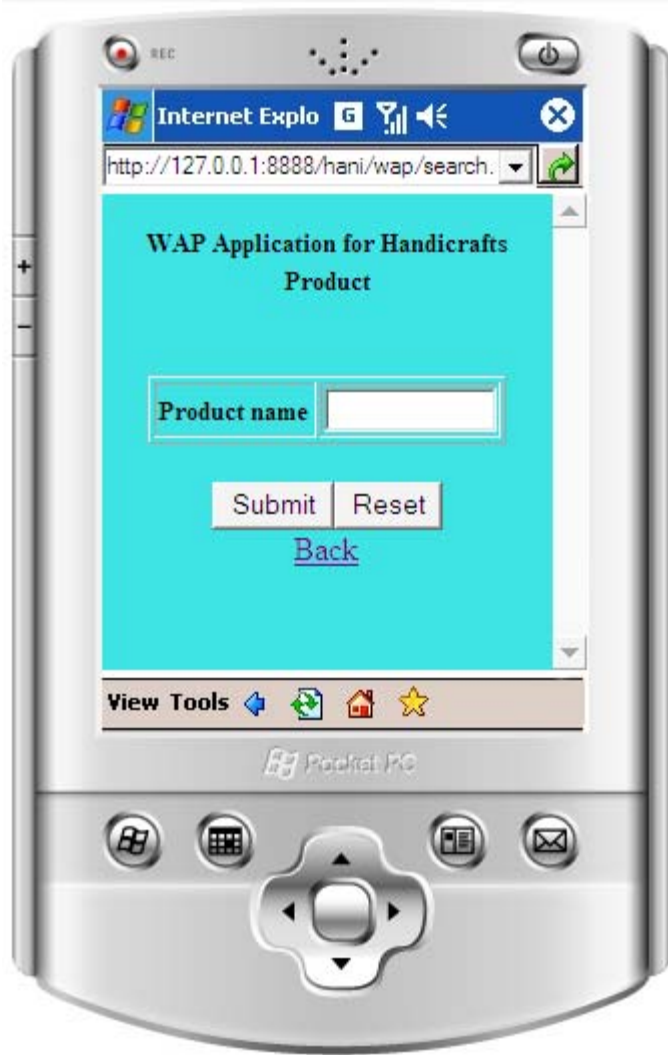 REC
Internet Explo G
http://127.0.0.1:8888/hani/wap/search.
WAP Application for Handicrafts
Product
Product name
Submit Reset
Back
View Tools
Pocket PC